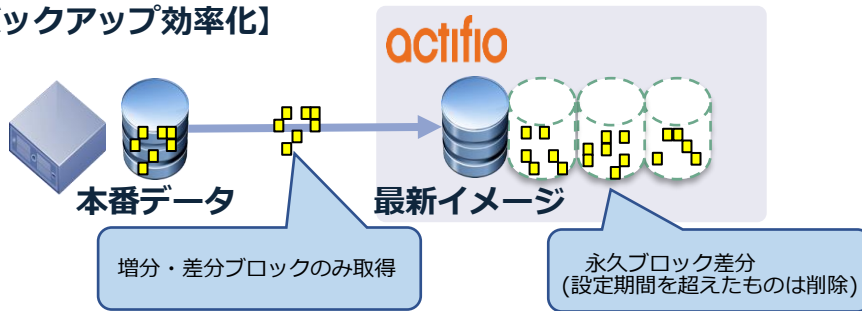 ックアップ効率化】
actifio
本番データ
最新イメージ
増分・差分ブロックのみ取得
永久ブロック差分
(設定期間を超えたものは削除)